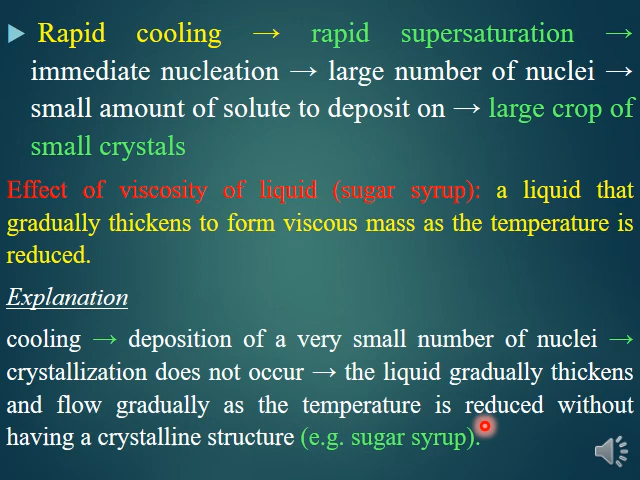 Rapid cooling → rapid supersaturation →
immediate nucleation → large number of nuclei →
small amount of solute to deposit on → large crop of
small crystals
Effect of viscosity of liquid (sugar syrup): a liquid that
gradually thickens to form viscous mass as the temperature is
reduced.
Explanation
cooling → deposition of a very small number of nuclei →
crystallization does not occur → the liquid gradually thickens
and flow gradually as the temperature is reduced without
having a crystalline structure (e.g. sugar syrup).